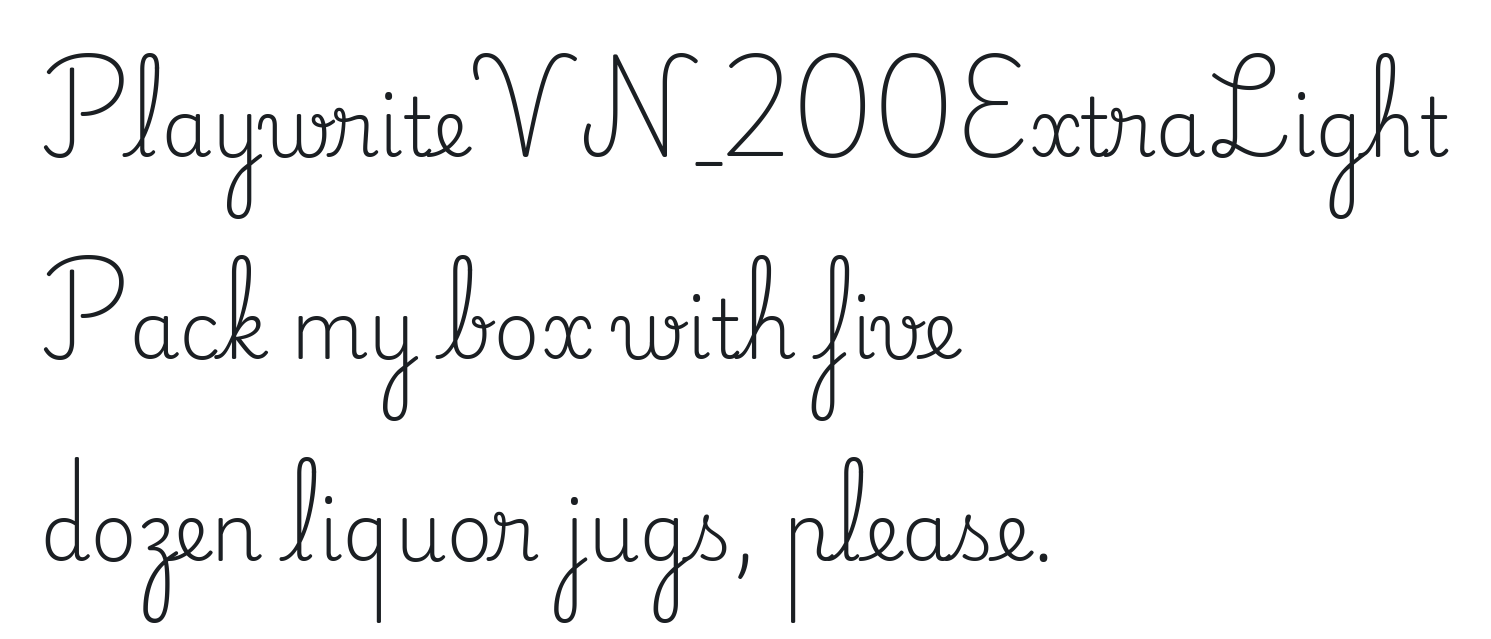 PlaywriteVN_200ExtraLight
Pack my box with five
dozen liquor jugs, please.